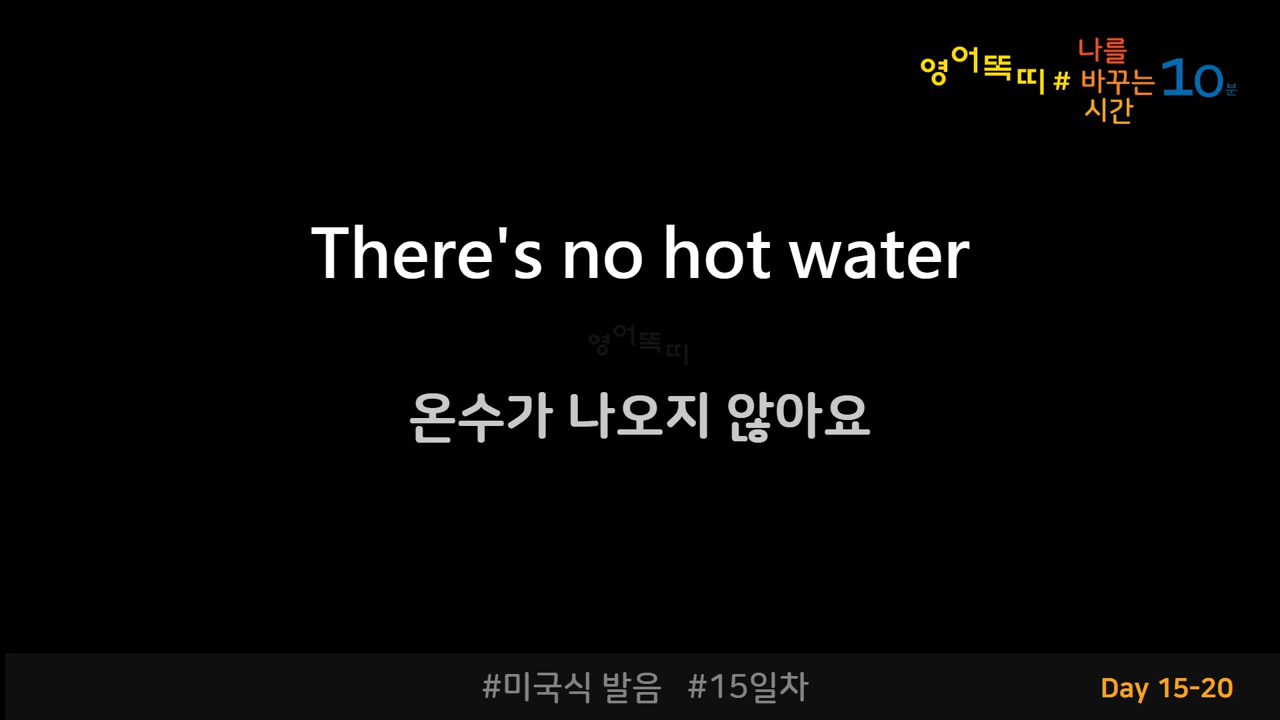 영어똑띠 # 나를 바꾸는 시간 10분
There's no hot water
영어똑띠
온수가 나오지 않아요
#미국식 발음 #15일차
Day 15-20